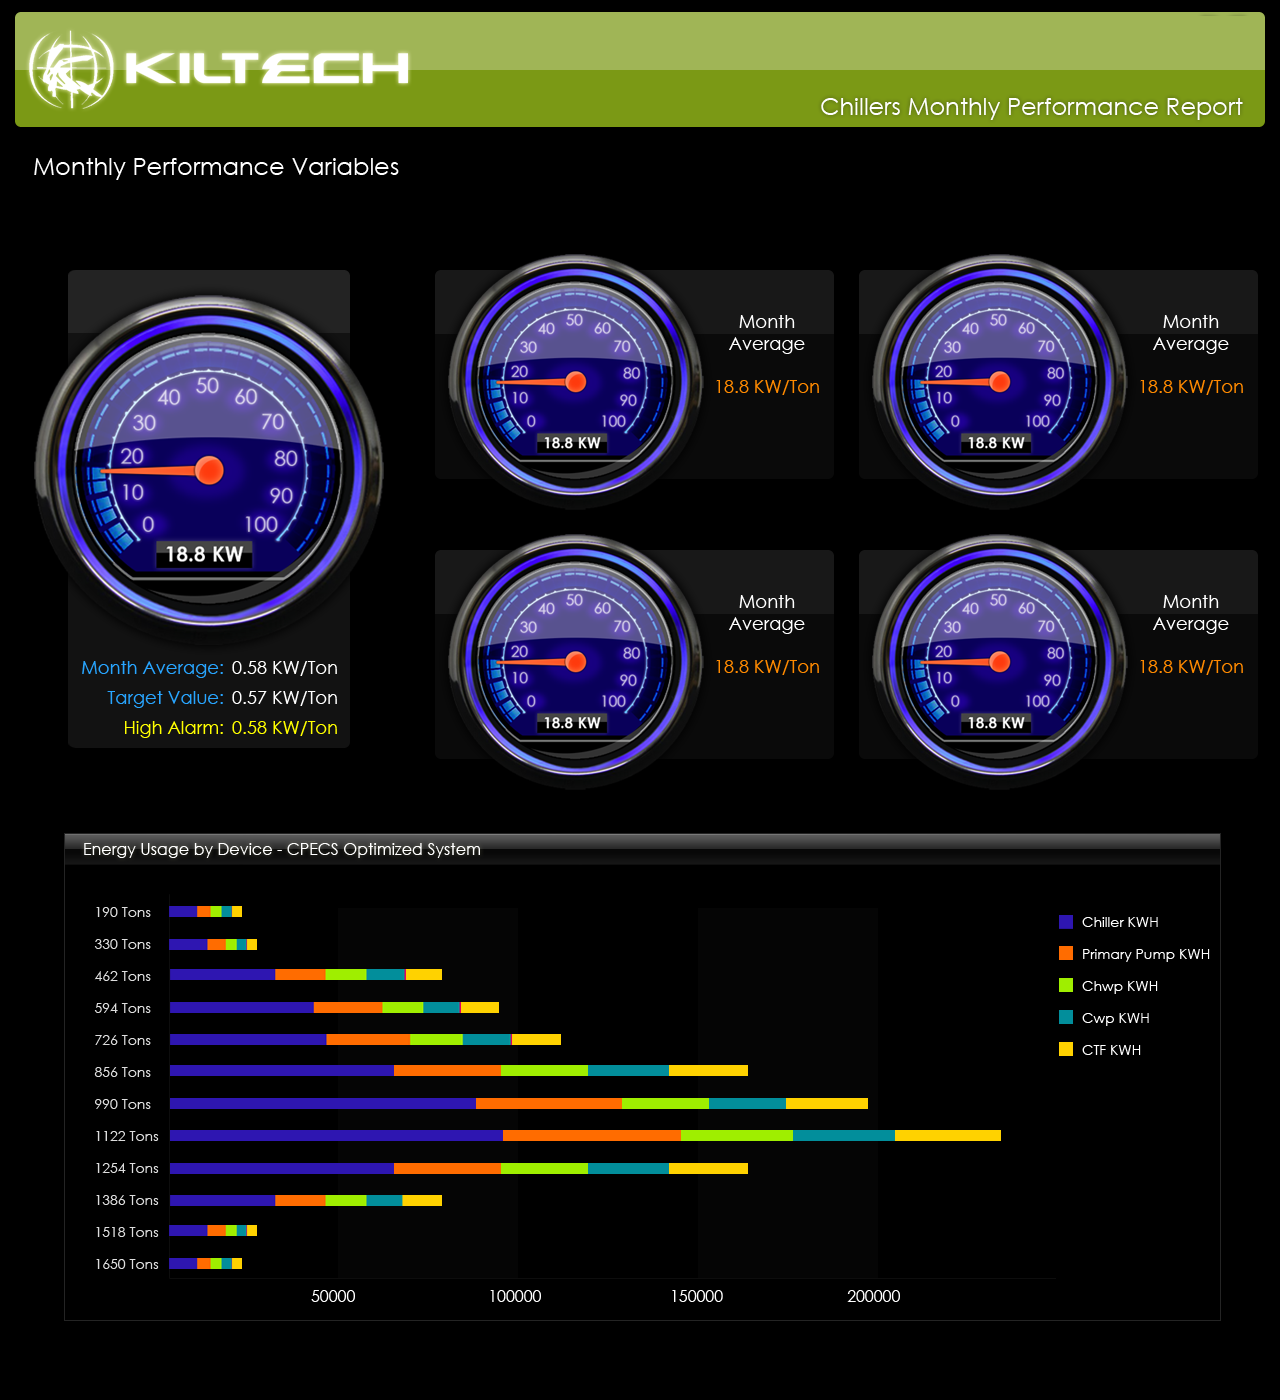 KILTECH
Chillers Monthly Performance Report
Monthly Performance Variables
0
10
20
30
40
50
60
70
80
90
100
18.8 KW
Month Average: 0.58 KW/Ton
Target Value: 0.57 KW/Ton
High Alarm: 0.58 KW/Ton
0
10
20
30
40
50
60
70
80
90
100
18.8 KW
Month
Average
18.8 KW/Ton
0
10
20
30
40
50
60
70
80
90
100
18.8 KW
Month
Average
18.8 KW/Ton
0
10
20
30
40
50
60
70
80
90
100
18.8 KW
Month
Average
18.8 KW/Ton
0
10
20
30
40
50
60
70
80
90
100
18.8 KW
Month
Average
18.8 KW/Ton
Energy Usage by Device - CPECS Optimized System
190 Tons
330 Tons
462 Tons
594 Tons
726 Tons
856 Tons
990 Tons
1122 Tons
1254 Tons
1386 Tons
1518 Tons
1650 Tons
50000 100000 150000 200000
Chiller KWH
Primary Pump KWH
Chwp KWH
Cwp KWH
CTF KWH